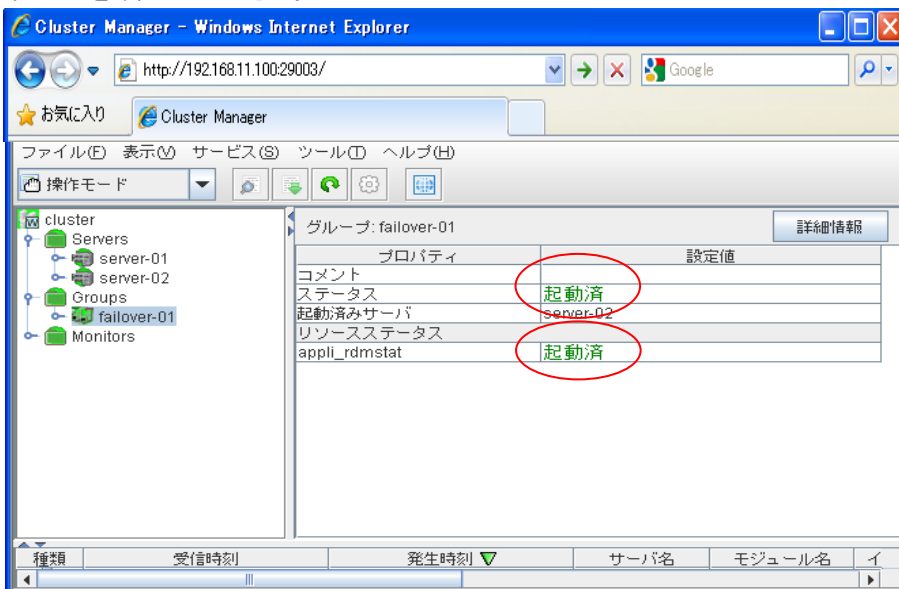 Cluster Manager - Windows Internet Explorer
http://192.168.11.100:29003/
Google
お気に入り
Cluster Manager
ファイル(F) 表示(V) サービス(S) ツール(T) ヘルプ(H)
操作モード
cluster
Servers
server-01
server-02
Groups
failover-01
Monitors
グループ: failover-01
詳細情報
プロパティ 設定値
コメント
ステータス 起動済
起動済みサーバ server-02
リソースステータス
appli_rdmstat 起動済
種類 受信時刻 発生時刻 サーバ名 モジュール名 イ